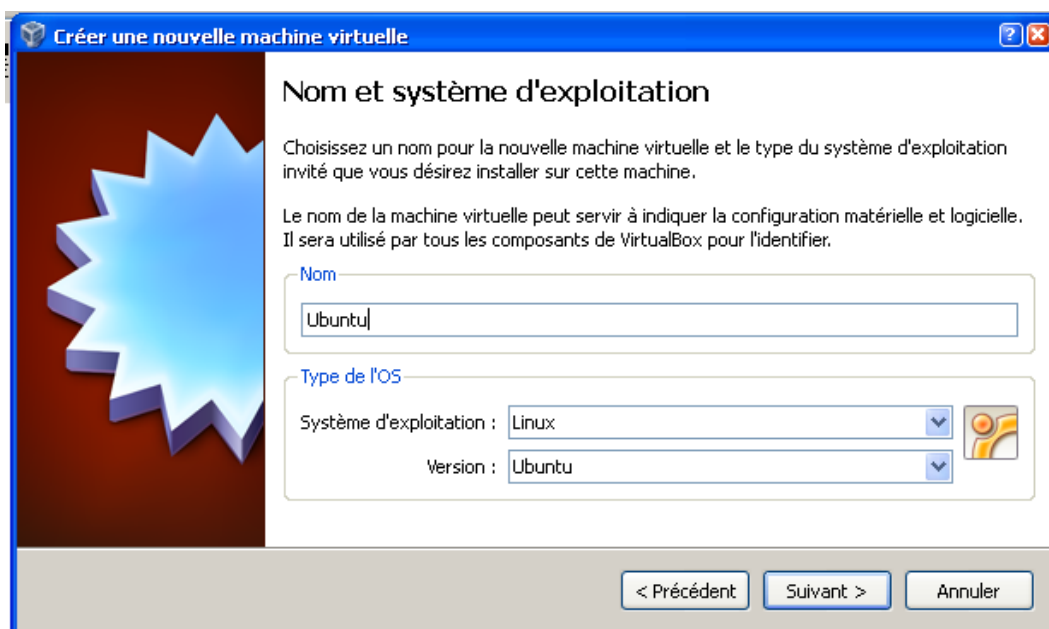 Créer une nouvelle machine virtuelle
Nom et système d'exploitation
Choisissez un nom pour la nouvelle machine virtuelle et le type du système d'exploitation
invité que vous désirez installer sur cette machine.
Le nom de la machine virtuelle peut servir à indiquer la configuration matérielle et logicielle.
Il sera utilisé par tous les composants de VirtualBox pour l'identifier.
Nom
Ubuntu
Type de l'OS
Système d'exploitation : Linux
Version : Ubuntu
< Précédent Suivant > Annuler